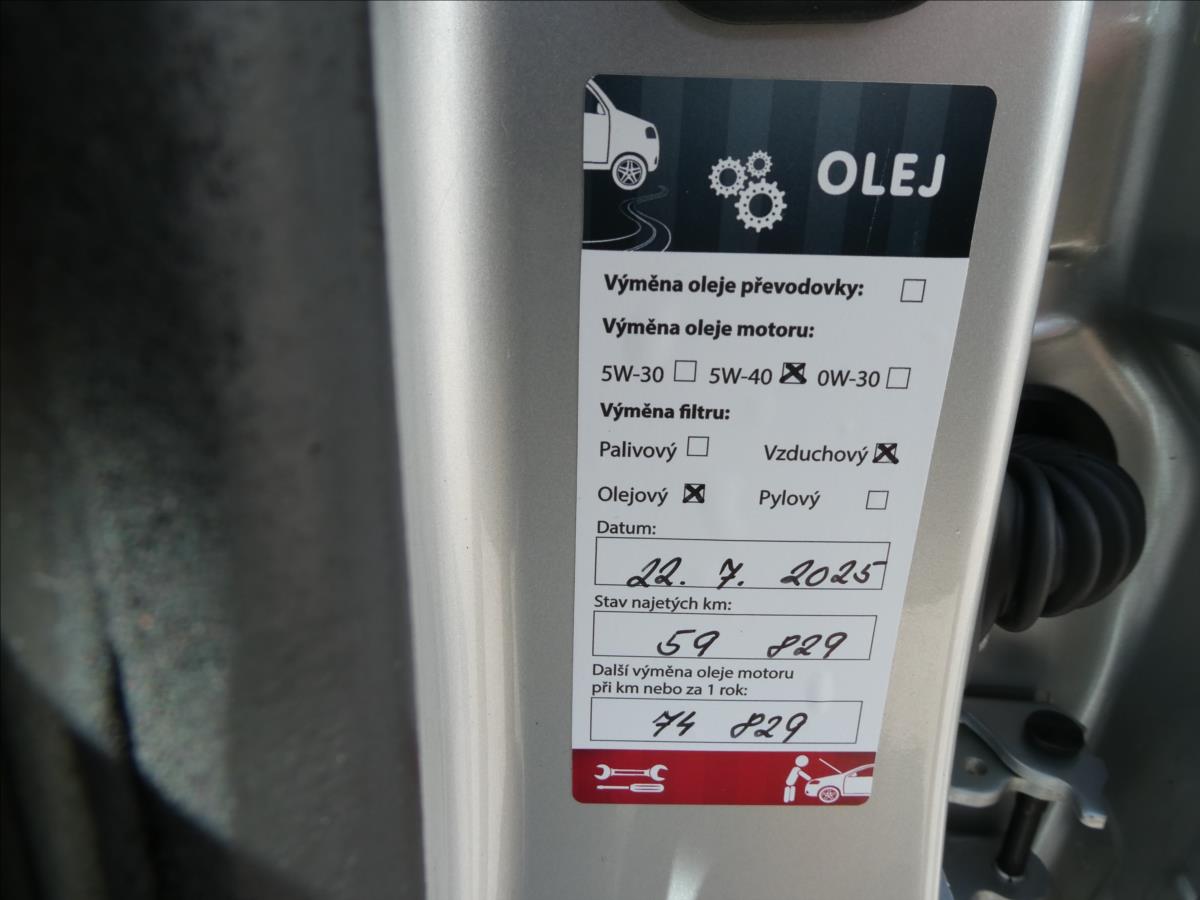 OLEJ
Výměna oleje převodovky:
Výměna oleje motoru:
5W-30 5W-40 0W-30
Výměna filtru:
Palivový Vzduchový
Olejový Pylový
Datum:
22. 7. 2025
Stav najetých km:
59 829
Další výměna oleje motoru
při km nebo za 1 rok:
74 829